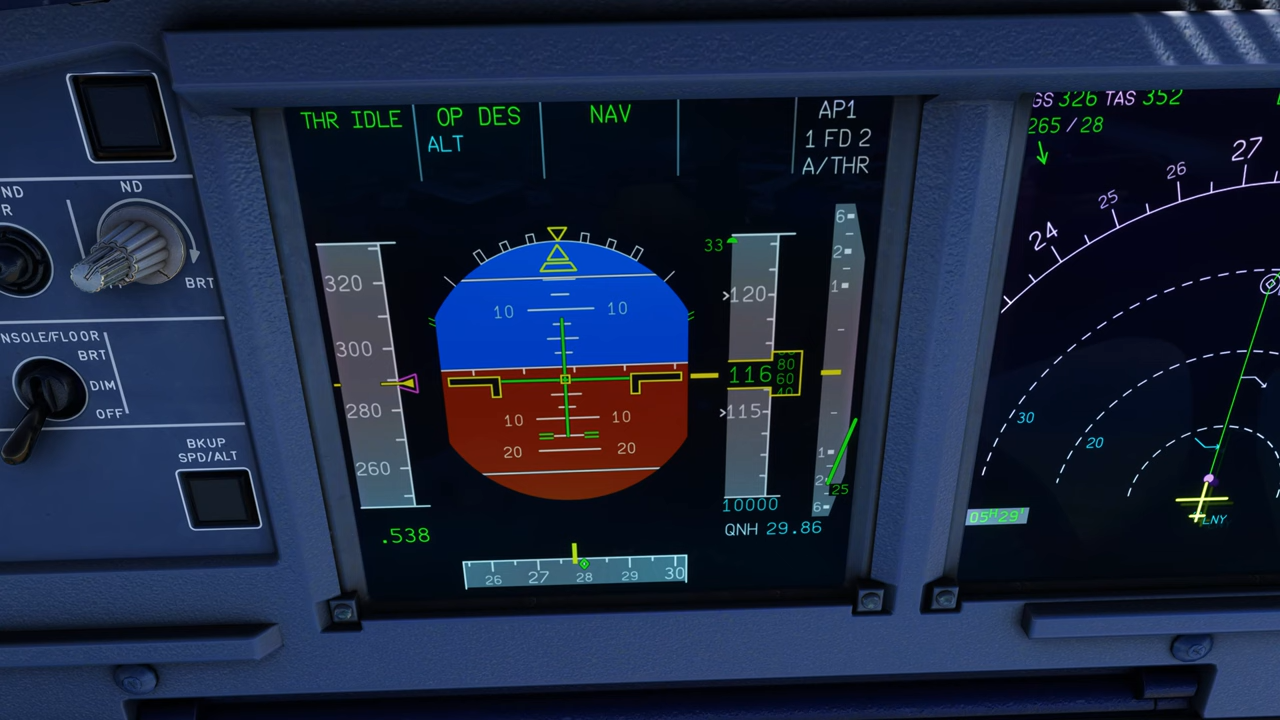 THR IDLE
OP DES
NAV
AP1
ALT
1 FD 2
A/THR
GS 326 TAS 352
265 / 28
ND
BRT
320
300
280
260
.538
10 10
10 10
20 20
26 27 28 29 30
33
6
2
1
120
116
80
60
40
115
1
2
6
25
10000
QNH 29.86
NSOLE/FLOOR
BRT
DIM
OFF
BKUP
SPD/ALT
24 25 26 27
30
20
05H29'
LNY